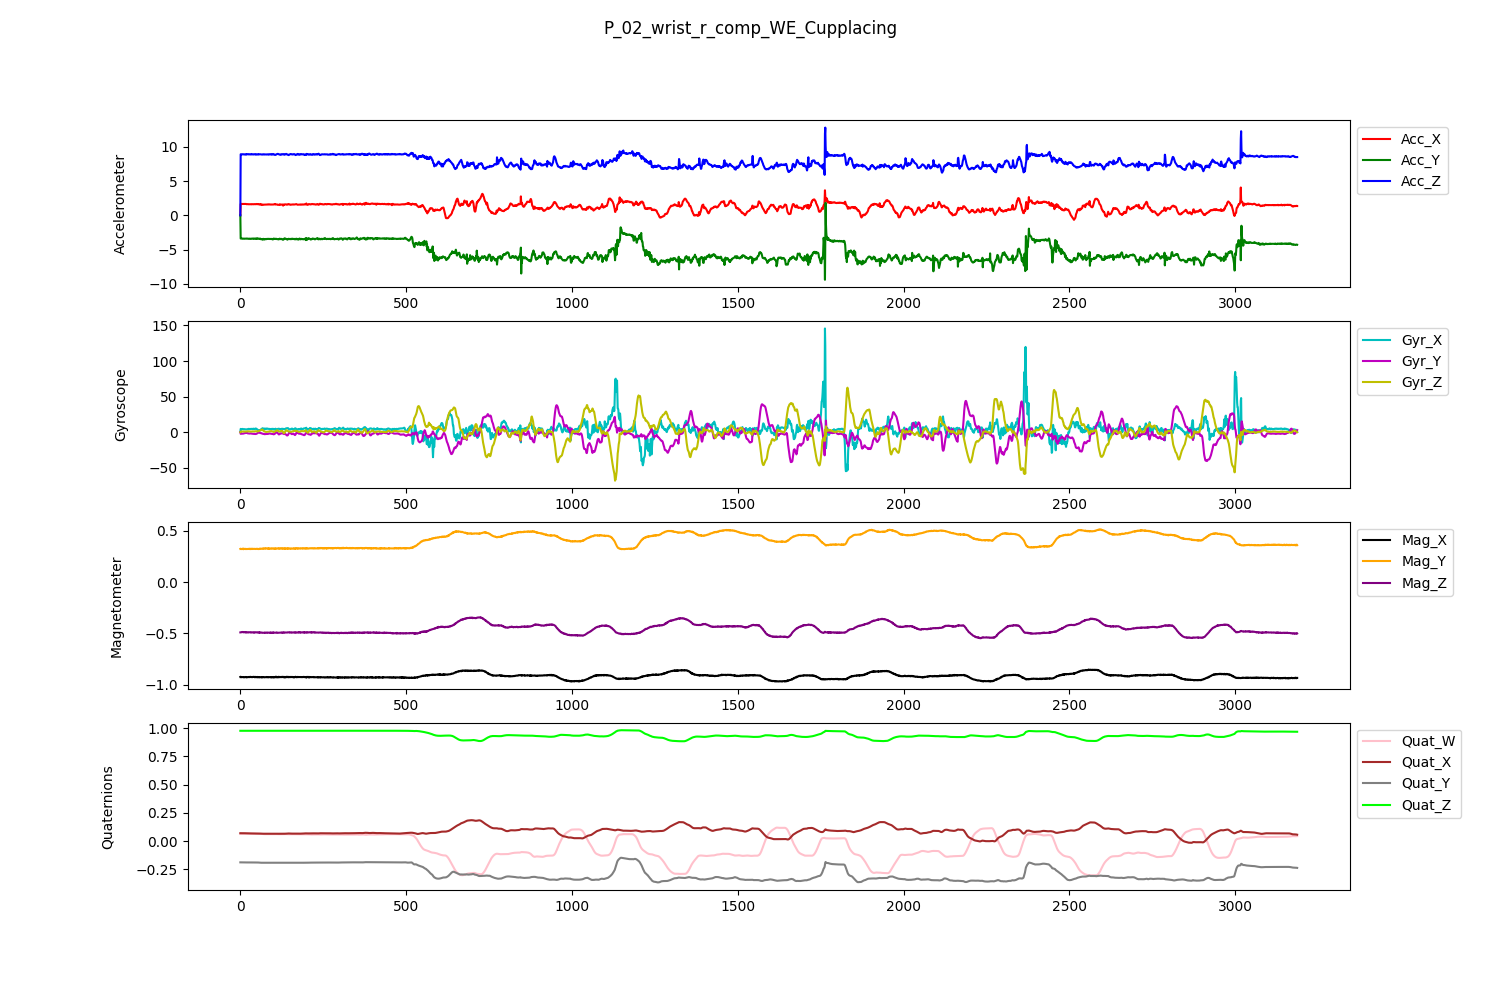 P_02_wrist_r_comp_WE_Cupplacing
Accelerometer
10
5
0
−5
−10
0 500 1000 1500 2000 2500 3000
Acc_X
Acc_Y
Acc_Z
Gyroscope
150
100
50
0
−50
0 500 1000 1500 2000 2500 3000
Gyr_X
Gyr_Y
Gyr_Z
Magnetometer
0.5
0.0
−0.5
−1.0
0 500 1000 1500 2000 2500 3000
Mag_X
Mag_Y
Mag_Z
Quaternions
1.00
0.75
0.50
0.25
0.00
−0.25
0 500 1000 1500 2000 2500 3000
Quat_W
Quat_X
Quat_Y
Quat_Z